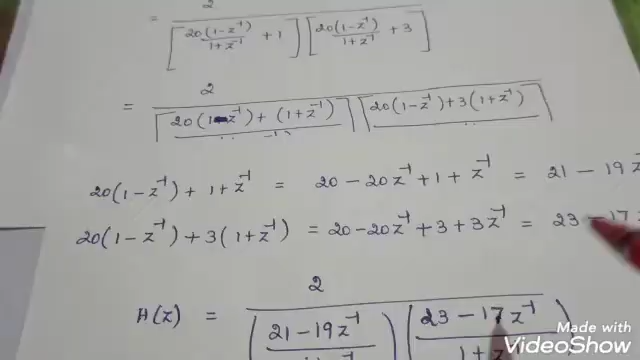 = 2 / [20(1-z⁻¹)/1+z⁻¹ + 1] [20(1-z⁻¹)/1+z⁻¹ + 3]
= 2 / [20(1-z⁻¹) + (1+z⁻¹)] [20(1-z⁻¹)+3(1+z⁻¹)]
20(1-z⁻¹) + 1+z⁻¹ = 20 - 20z⁻¹ + 1 + z⁻¹ = 21 - 19z
20(1-z⁻¹) + 3(1+z⁻¹) = 20-20z⁻¹ + 3 + 3z⁻¹ = 23 - 17
H(z) = 2 / (21-19z⁻¹) (23-17z⁻¹ / 1+z
Made with
VideoShow